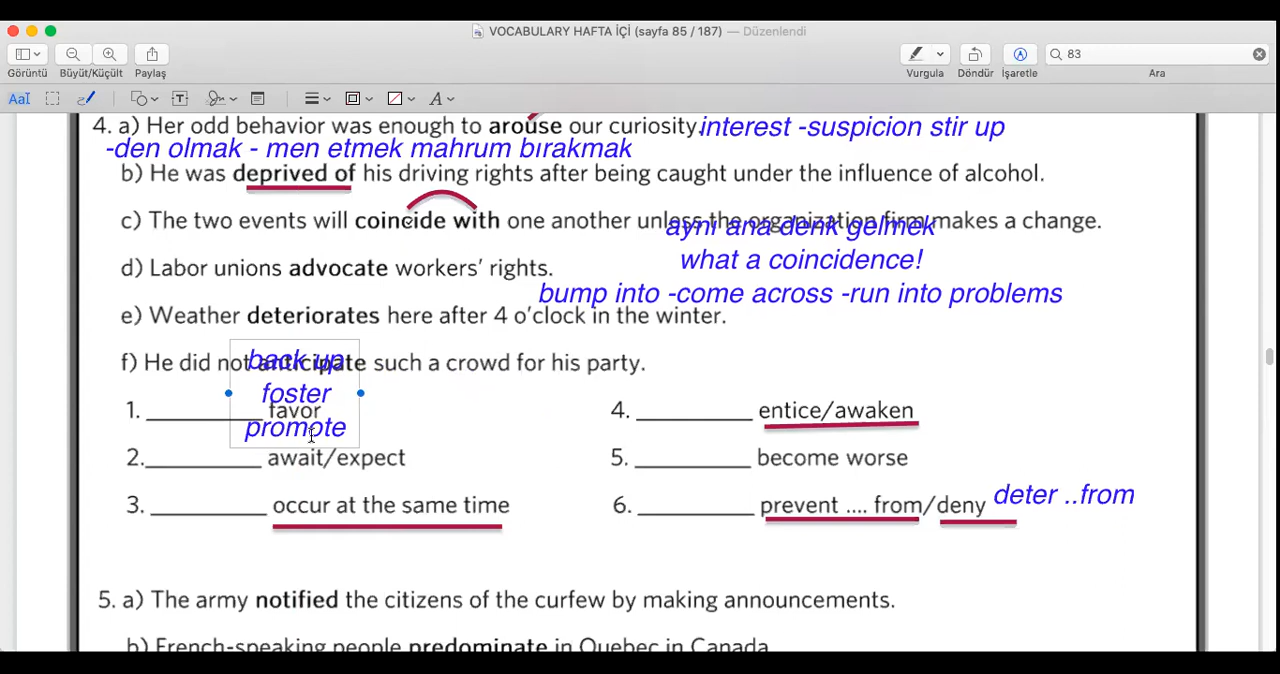 VOCABULARY HAFTA İÇİ (sayfa 85 / 187) — Düzenlendi
83
Görüntü Büyüt/Küçült Paylaş Vurgula Döndür İşaretle Ara
4. a) Her odd behavior was enough to arouse our curiosity. interest -suspicion stir up
-den olmak - men etmek mahrum bırakmak
b) He was deprived of his driving rights after being caught under the influence of alcohol.
c) The two events will coincide with one another unless the organization firm makes a change.
aynı ana denk gelmek
what a coincidence!
d) Labor unions advocate workers' rights.
bump into -come across -run into problems
e) Weather deteriorates here after 4 o'clock in the winter.
f) He did not anticipate such a crowd for his party.
back up
foster
promote
1. __________ favor
4. __________ entice/awaken
2. __________ await/expect
5. __________ become worse
3. __________ occur at the same time
6. __________ prevent .... from/deny deter ..from
5. a) The army notified the citizens of the curfew by making announcements.
b) French-speaking people predominate in Quebec in Canada